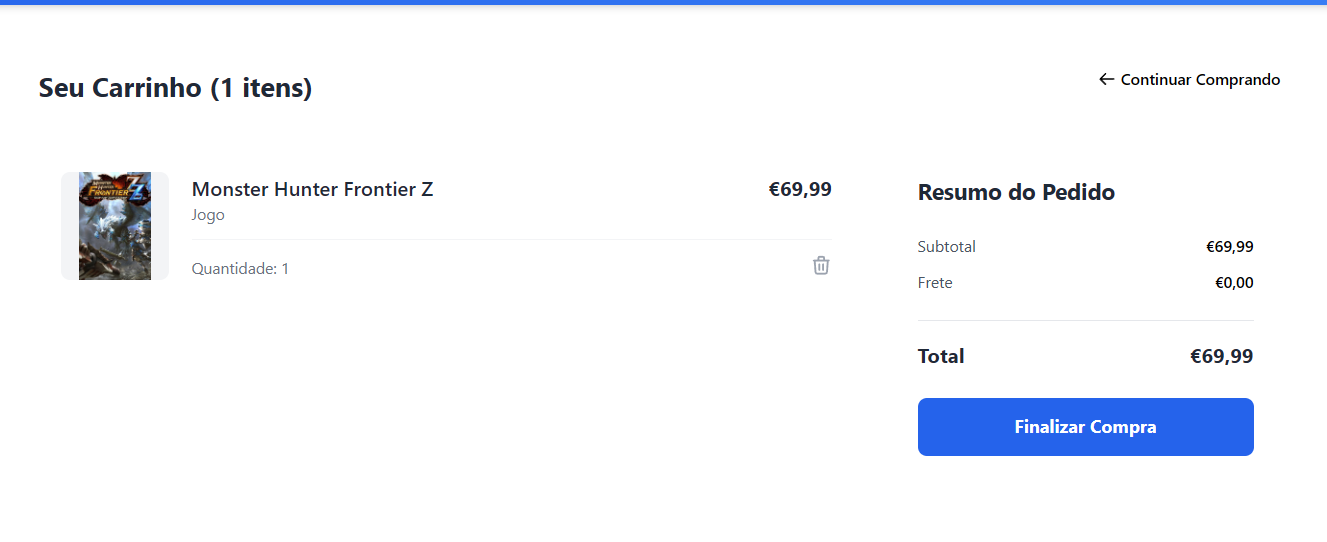 Seu Carrinho (1 itens)
← Continuar Comprando
Monster Hunter Frontier Z
€69,99
Jogo
Quantidade: 1
Resumo do Pedido
Subtotal €69,99
Frete €0,00
Total €69,99
Finalizar Compra